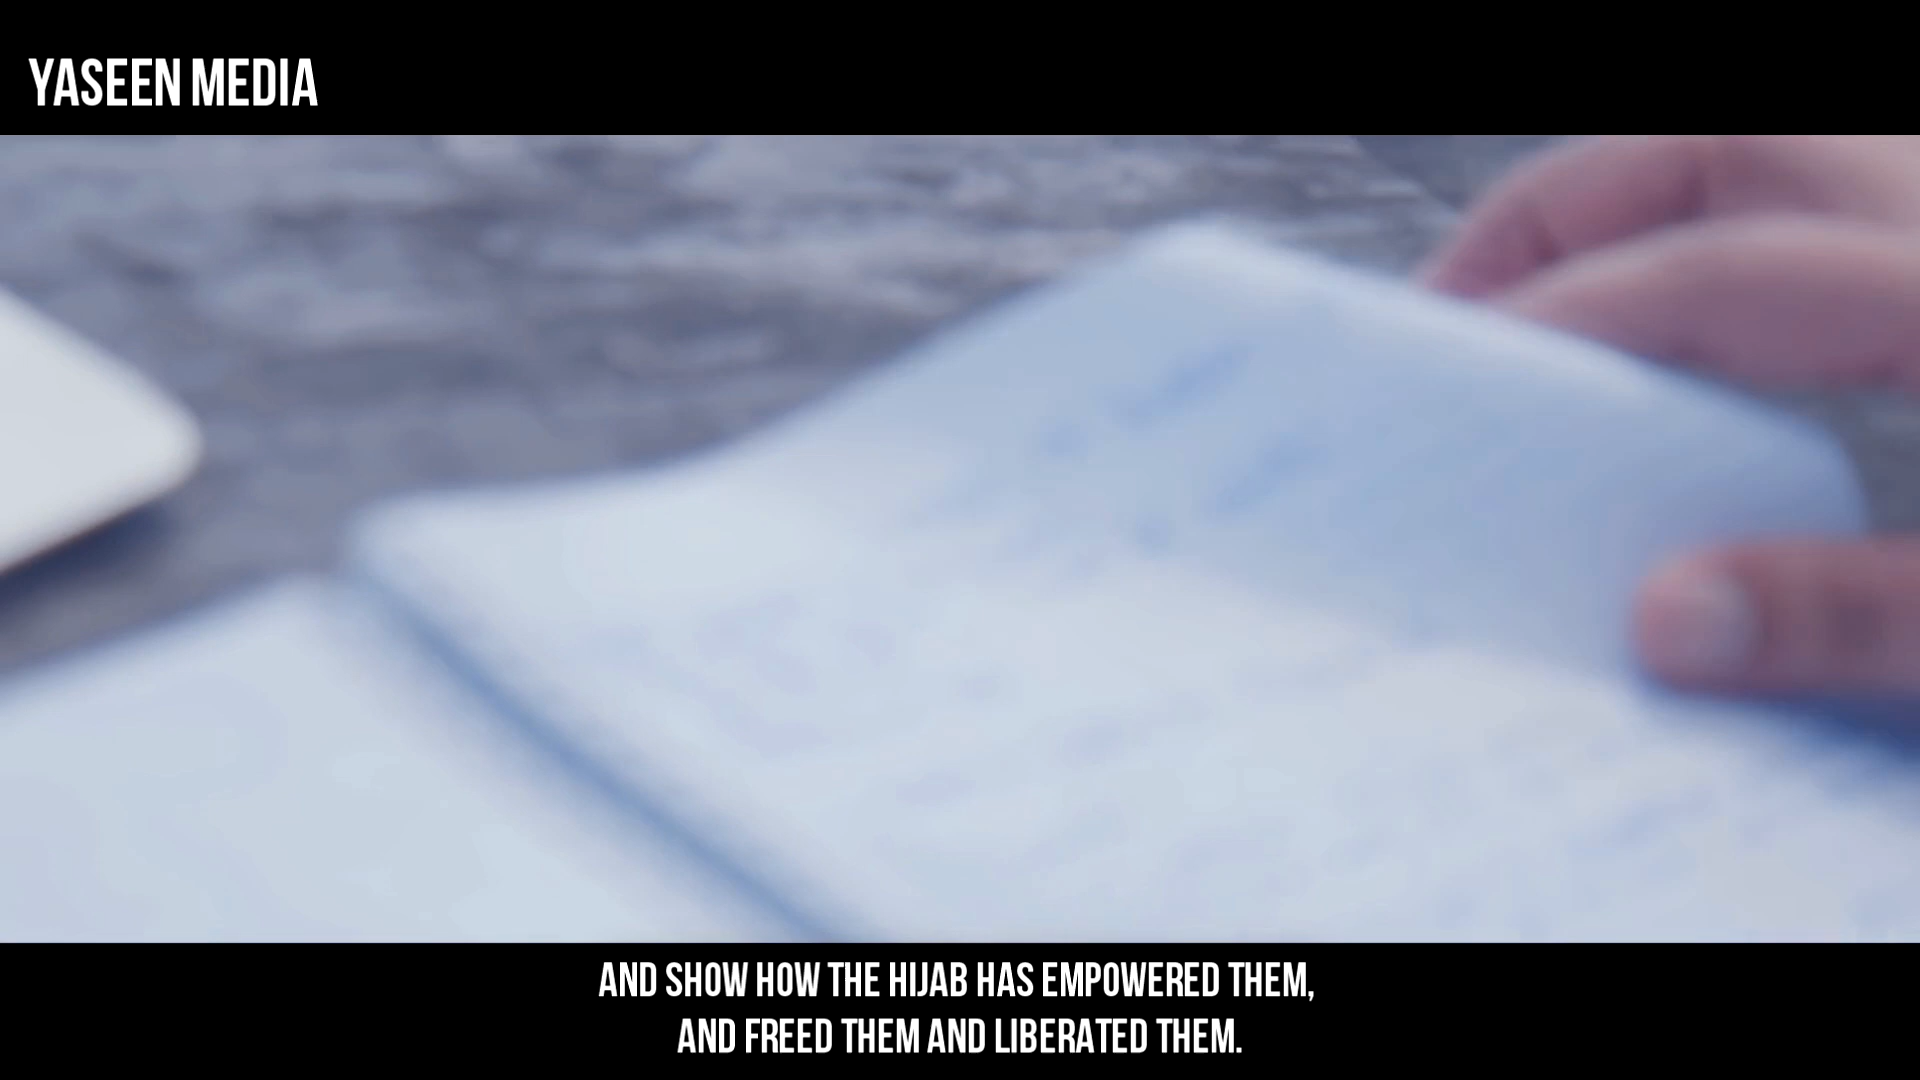 YASEEN MEDIA
AND SHOW HOW THE HIJAB HAS EMPOWERED THEM,
AND FREED THEM AND LIBERATED THEM.